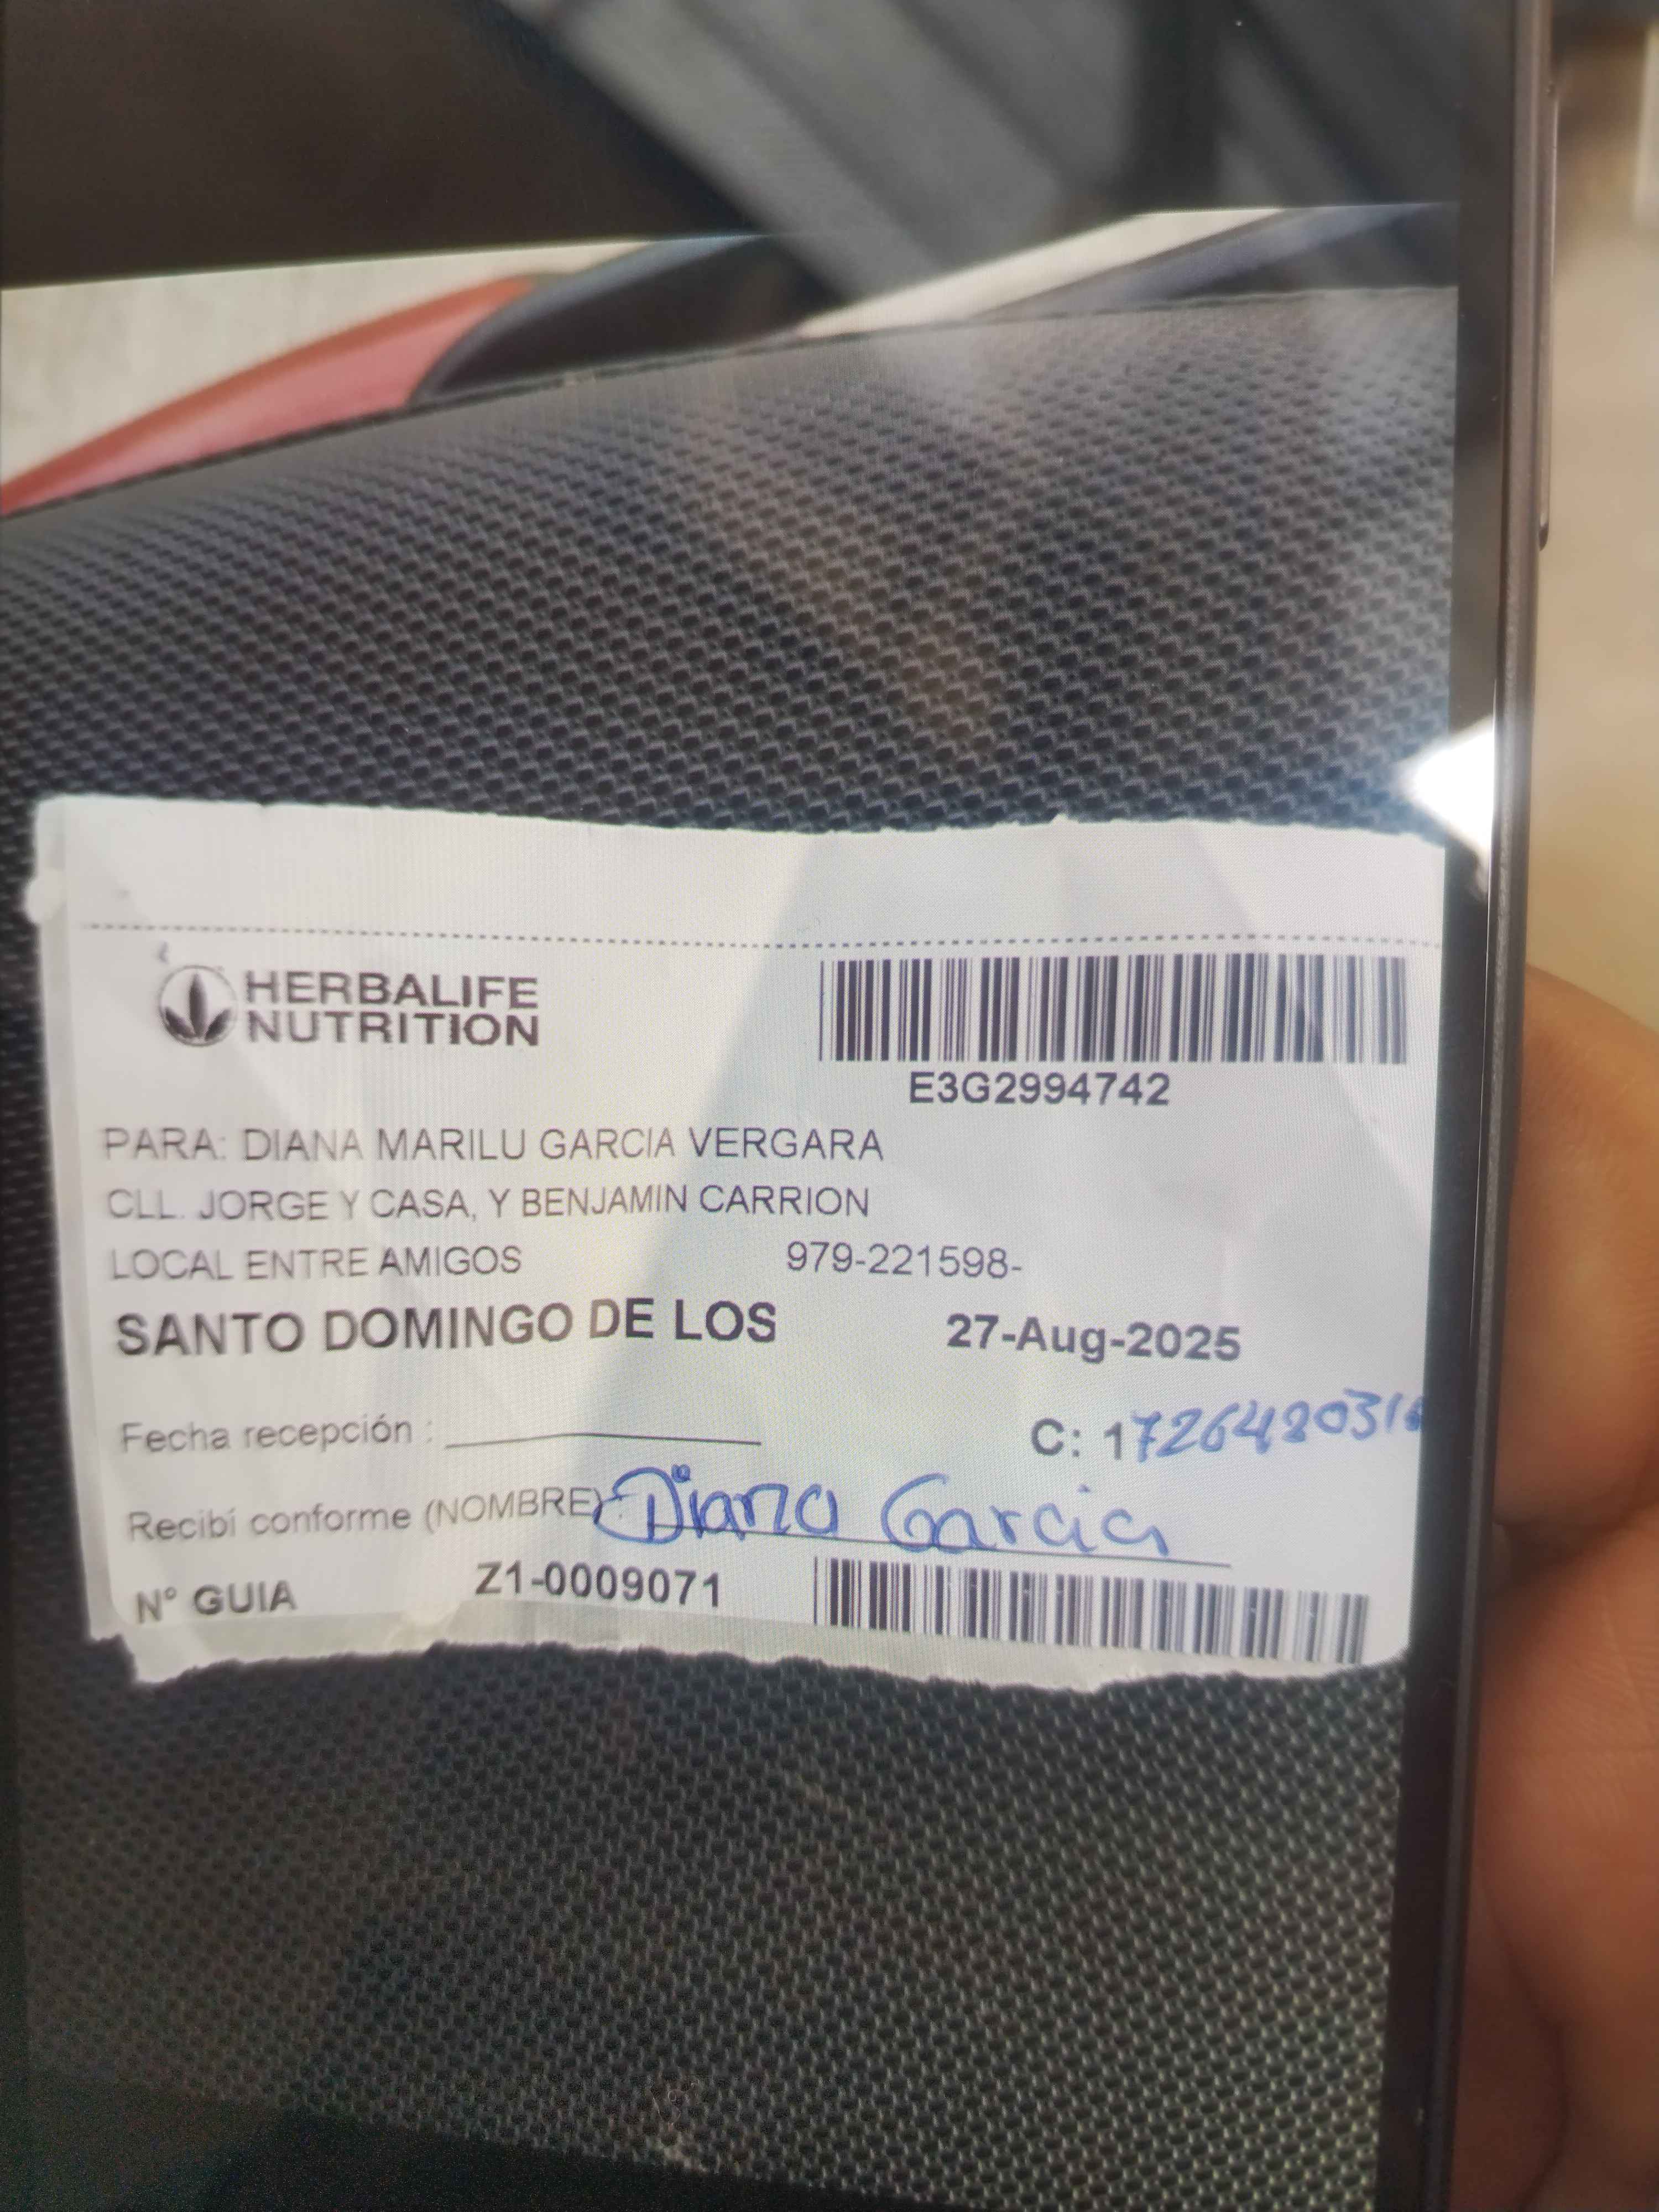 HERBALIFE
NUTRITION
E3G2994742
PARA: DIANA MARILU GARCIA VERGARA
CLL. JORGE Y CASA, Y BENJAMIN CARRION
LOCAL ENTRE AMIGOS 979-221598-
SANTO DOMINGO DE LOS 27-Aug-2025
Fecha recepción : C:
Recibí conforme (NOMBRE): Diana Garcia
N° GUIA Z1-0009071